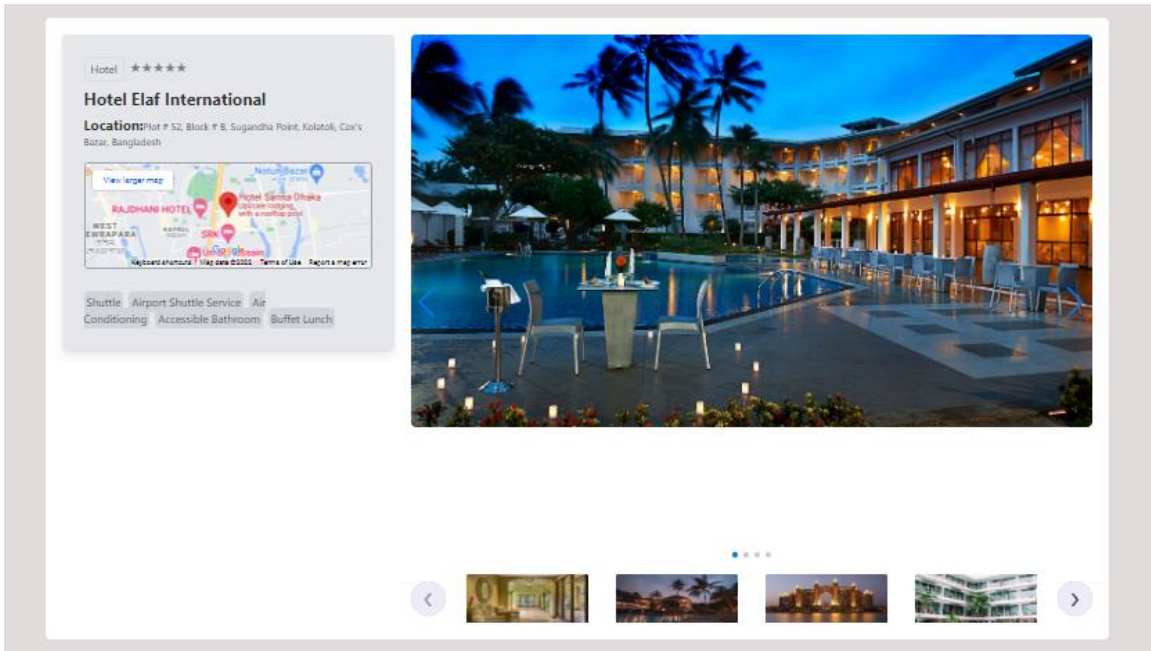 Hotel ★★★★★
Hotel Elaf International
Location:Plot # 52, Block # B, Sugandha Point, Kolatoli, Cox's
Bazar, Bangladesh
View larger map
Notun Bazar
Hotel Sarina Dhaka
Upscale lodging
with a rooftop pool
RAJDHANI HOTEL
WEST
KAFRUL
SRK
Google
Keyboard shortcuts Map data ©2022 Terms of Use Report a map error
Shuttle Airport Shuttle Service Air
Conditioning Accessible Bathroom Buffet Lunch